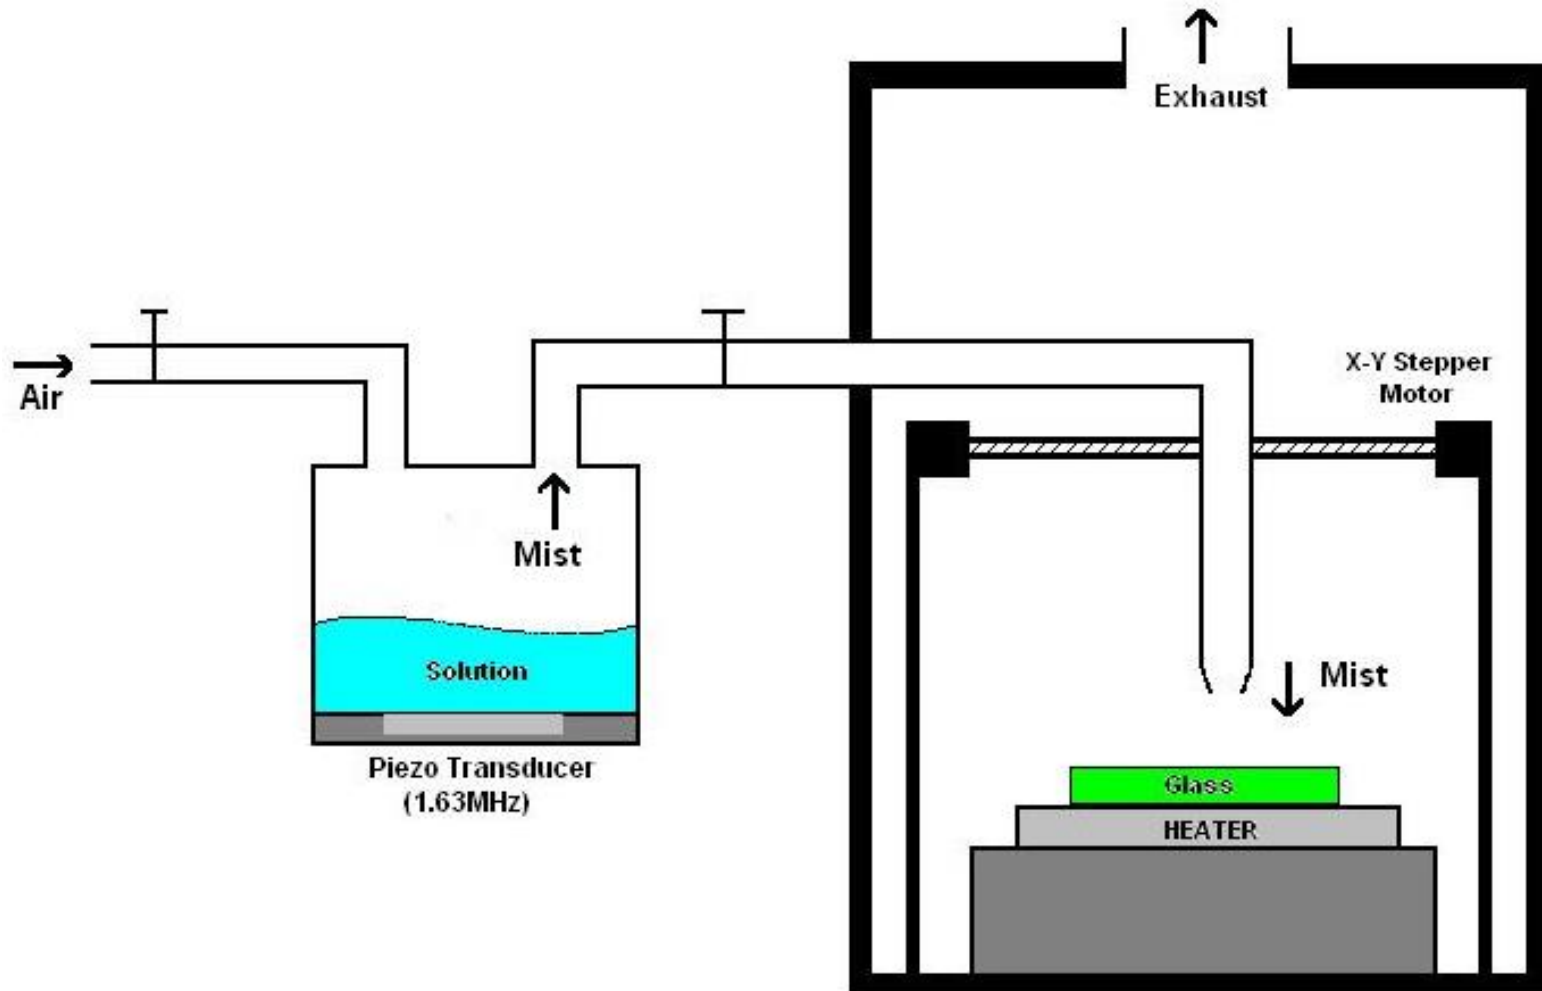 Exhaust
Air
X-Y Stepper
Motor
Mist
Solution
Mist
Piezo Transducer
(1.63MHz)
Glass
HEATER